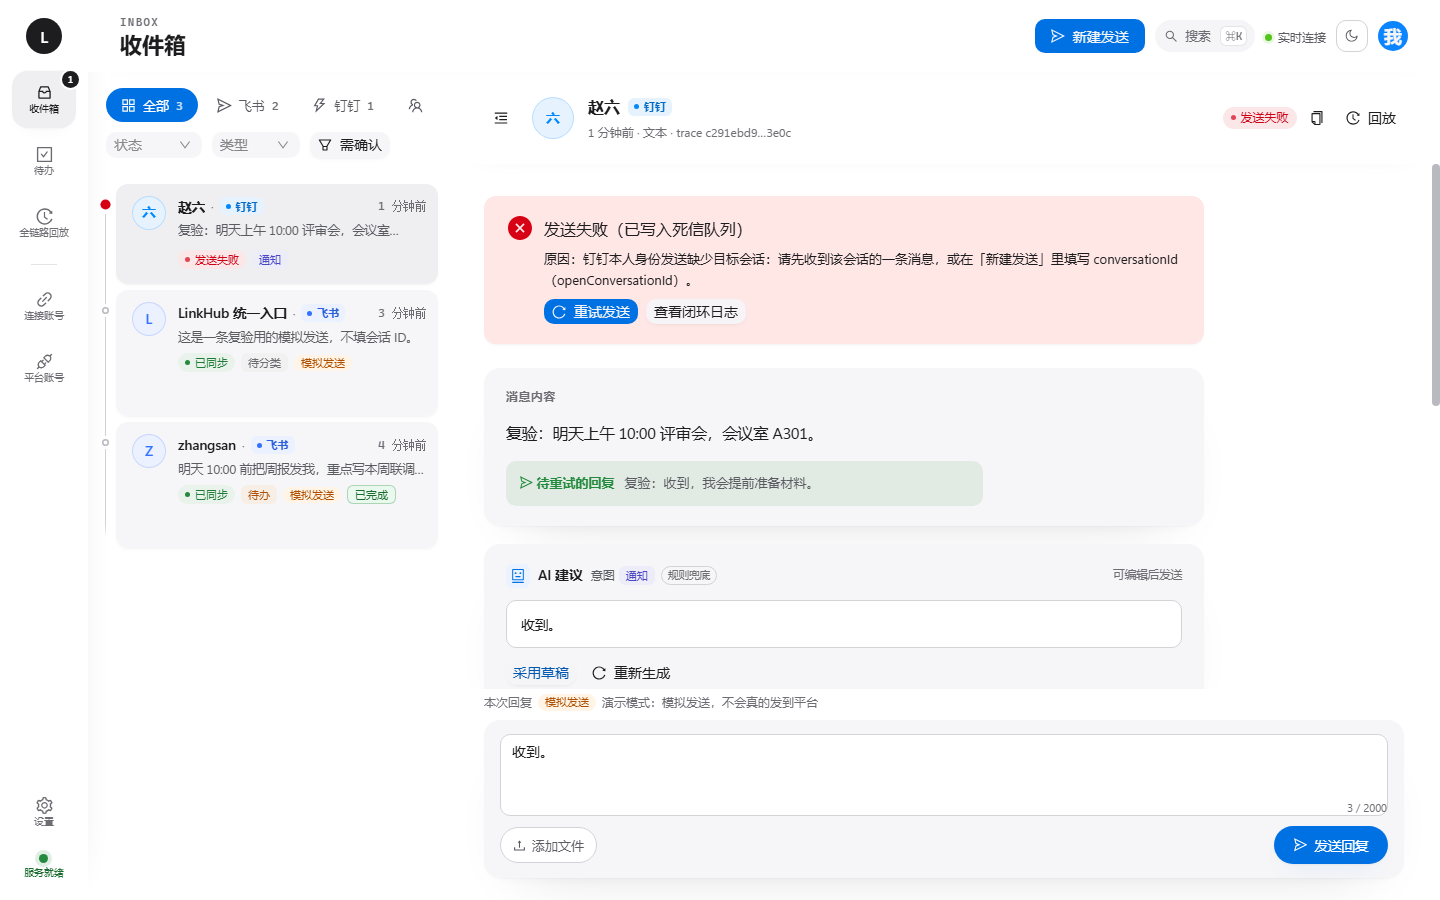 L
1
收件箱
待办
全链路回放
连接账号
平台账号
设置
服务就绪
INBOX
收件箱
新建发送
搜索 ⌘K
实时连接
我
全部 3
飞书 2
钉钉 1
状态
类型
需确认
六
赵六 · 钉钉 1 分钟前
复验：明天上午 10:00 评审会，会议室...
发送失败 通知
L
LinkHub 统一入口 · 飞书 3 分钟前
这是一条复验用的模拟发送，不填会话 ID。
已同步 待分类 模拟发送
Z
zhangsan · 飞书 4 分钟前
明天 10:00 前把周报发我，重点写本周联调...
已同步 待办 模拟发送 已完成
六
赵六 钉钉
1 分钟前 · 文本 · trace c291ebd9...3e0c
发送失败
回放
发送失败（已写入死信队列）
原因：钉钉本人身份发送缺少目标会话：请先收到该会话的一条消息，或在「新建发送」里填写 conversationId
（openConversationId）。
重试发送 查看闭环日志
消息内容
复验：明天上午 10:00 评审会，会议室 A301。
待重试的回复 复验：收到，我会提前准备材料。
AI 建议 意图 通知 规则兜底 可编辑后发送
收到。
采用草稿 重新生成
本次回复 模拟发送 演示模式：模拟发送，不会真的发到平台
收到。
3 / 2000
添加文件
发送回复